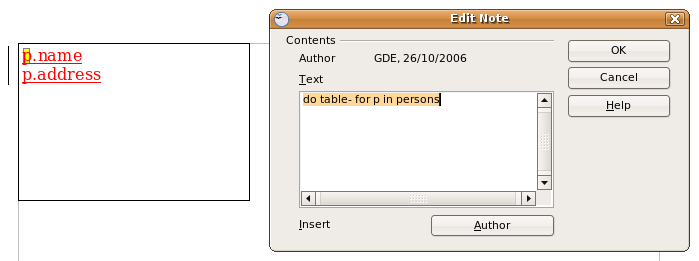 p.name
p.address
Edit Note
Contents
Author GDE, 26/10/2006
Text
do table- for p in persons
Insert
Author
OK
Cancel
Help